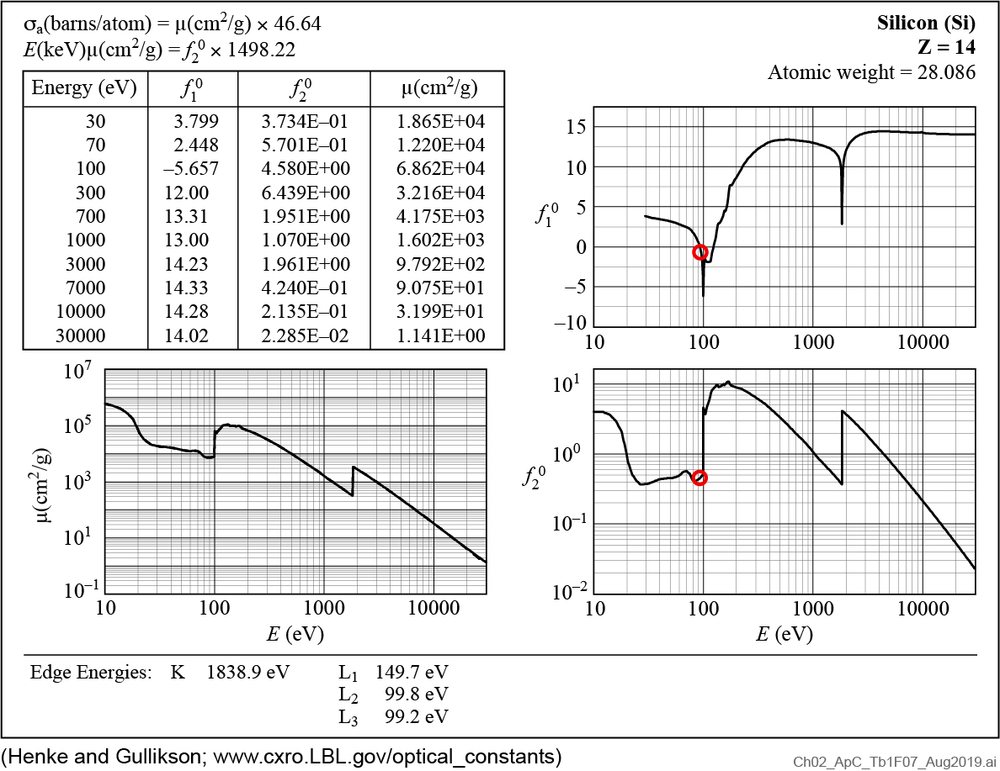 σa(barns/atom) = μ(cm²/g) × 46.64
E(keV)μ(cm²/g) = f₂⁰ × 1498.22
Silicon (Si)
Z = 14
Atomic weight = 28.086
Energy (eV) f₁⁰ f₂⁰ μ(cm²/g)
30 3.799 3.734E–01 1.865E+04
70 2.448 5.701E–01 1.220E+04
100 –5.657 4.580E+00 6.862E+04
300 12.00 6.439E+00 3.216E+04
700 13.31 1.951E+00 4.175E+03
1000 13.00 1.070E+00 1.602E+03
3000 14.23 1.961E+00 9.792E+02
7000 14.33 4.240E–01 9.075E+01
10000 14.28 2.135E–01 3.199E+01
30000 14.02 2.285E–02 1.141E+00
15
10
5
0
–5
–10
f₁⁰
10 100 1000 10000
10⁷
10⁵
10³
10¹
10⁻¹
μ(cm²/g)
10 100 1000 10000
E (eV)
10¹
10⁰
10⁻¹
10⁻²
f₂⁰
10 100 1000 10000
E (eV)
Edge Energies: K 1838.9 eV L₁ 149.7 eV
L₂ 99.8 eV
L₃ 99.2 eV
(Henke and Gullikson; www.cxro.LBL.gov/optical_constants)
Ch02_ApC_Tb1F07_Aug2019.ai